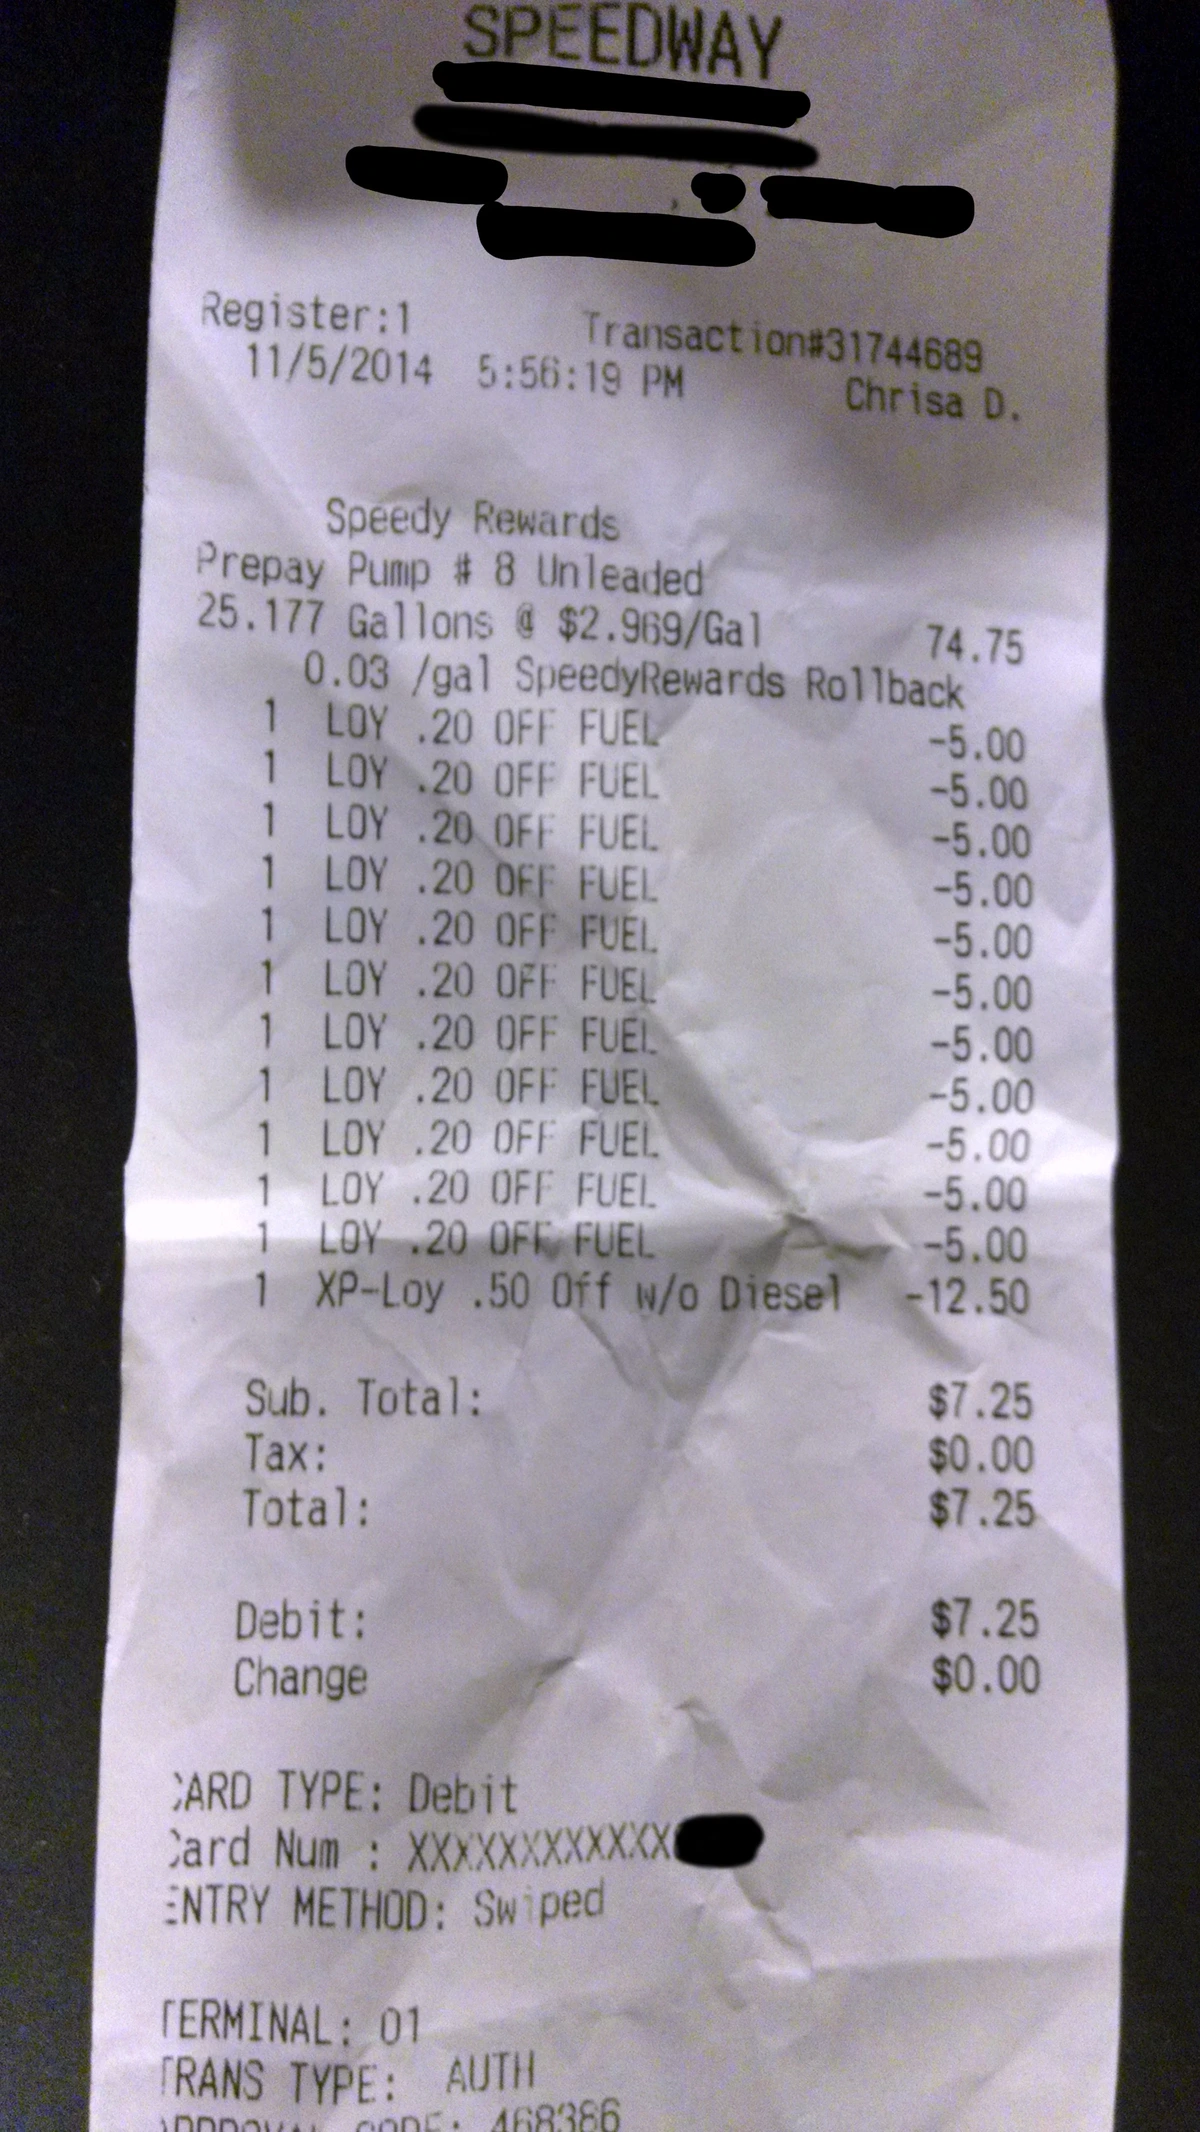 SPEEDWAY
Register:1 Transaction#31744689
11/5/2014 5:56:19 PM Chrisa D.
Speedy Rewards
Prepay Pump # 8 Unleaded
25.177 Gallons @ $2.969/Gal 74.75
0.03 /gal SpeedyRewards Rollback
1 LOY .20 OFF FUEL -5.00
1 LOY .20 OFF FUEL -5.00
1 LOY .20 OFF FUEL -5.00
1 LOY .20 OFF FUEL -5.00
1 LOY .20 OFF FUEL -5.00
1 LOY .20 OFF FUEL -5.00
1 LOY .20 OFF FUEL -5.00
1 LOY .20 OFF FUEL -5.00
1 LOY .20 OFF FUEL -5.00
1 LOY .20 OFF FUEL -5.00
1 LOY .20 OFF FUEL -5.00
1 XP-Loy .50 Off w/o Diesel -12.50
Sub. Total: $7.25
Tax: $0.00
Total: $7.25
Debit: $7.25
Change $0.00
CARD TYPE: Debit
Card Num : XXXXXXXXXXXX
ENTRY METHOD: Swiped
TERMINAL: 01
TRANS TYPE: AUTH
APPROVAL CODE: 468386